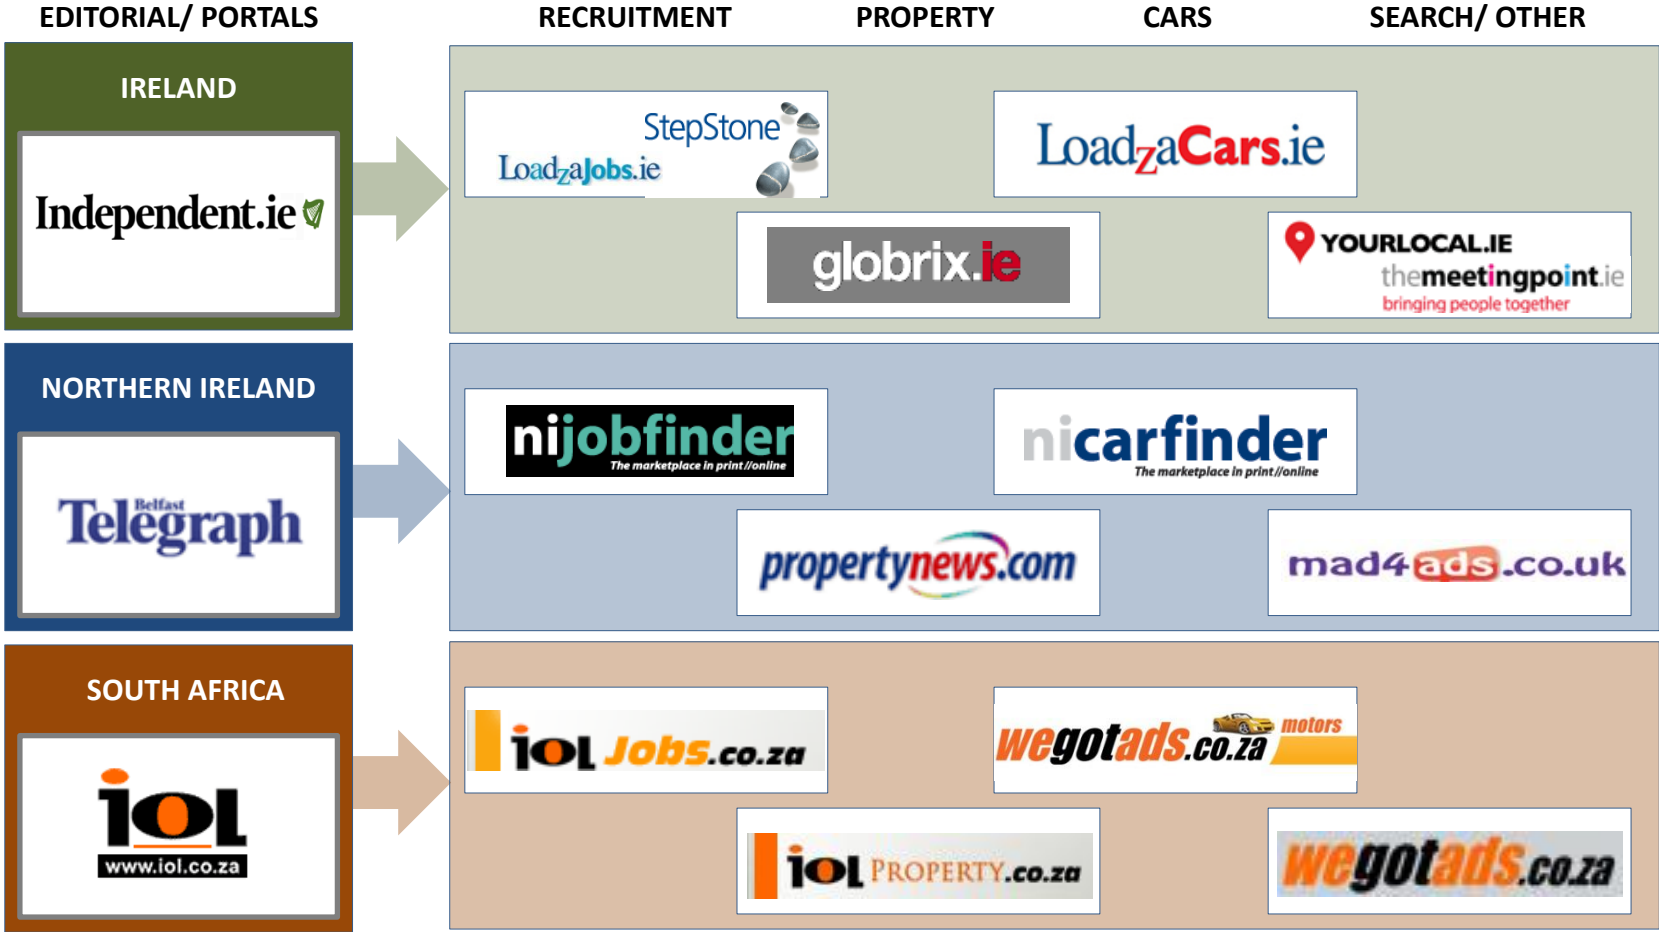 EDITORIAL/ PORTALS
RECRUITMENT
PROPERTY
CARS
SEARCH/ OTHER
IRELAND
Independent.ie
StepStone
LoadzaJobs.ie
LoadzaCars.ie
globrix.ie
YOURLOCAL.IE
themeetingpoint.ie
bringing people together
NORTHERN IRELAND
Belfast
Telegraph
nijobfinder
The marketplace in print//online
nicarfinder
The marketplace in print//online
propertynews.com
mad4ads.co.uk
SOUTH AFRICA
iOL
www.iol.co.za
iOL Jobs.co.za
wegotads.co.za motors
iOL PROPERTY.co.za
wegotads.co.za